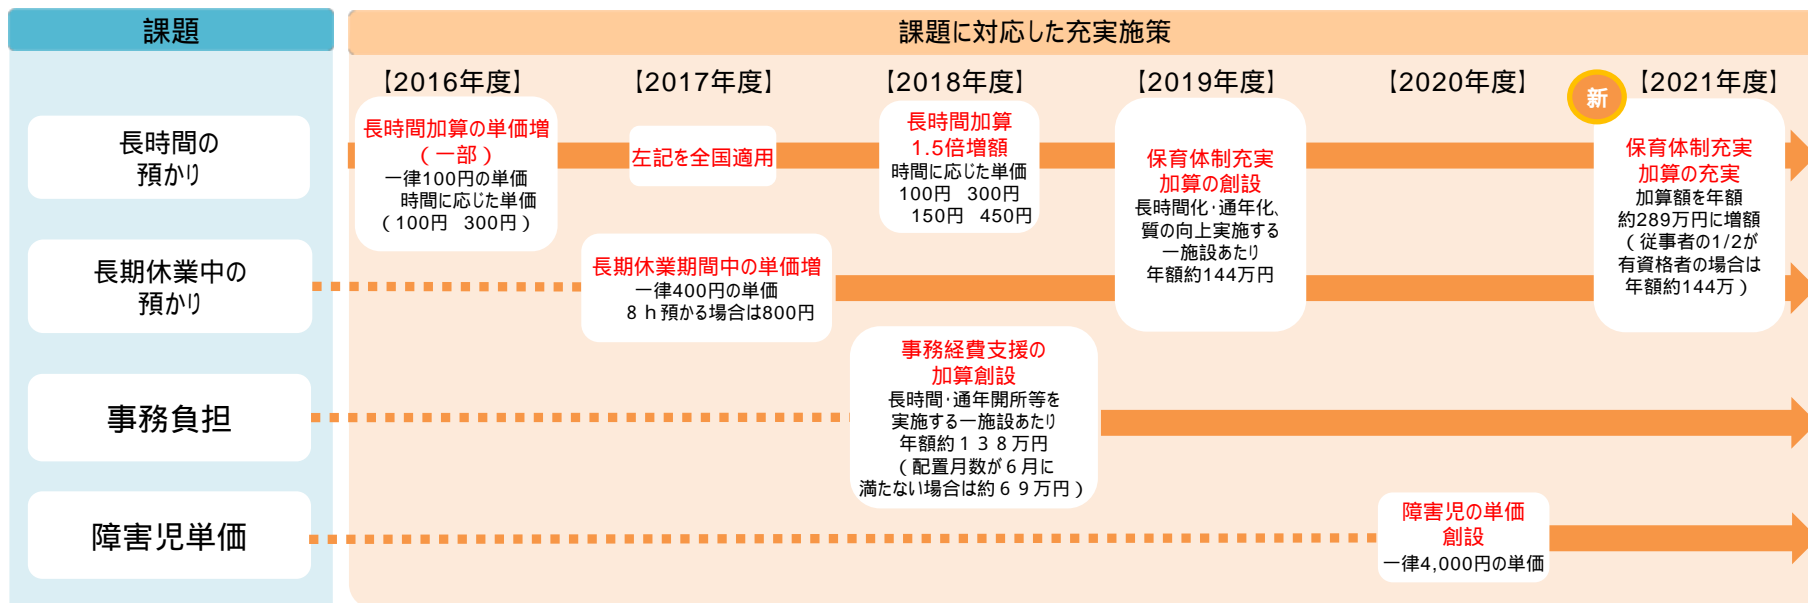 課題
課題に対応した充実施策
【2016年度】
【2017年度】
【2018年度】
【2019年度】
【2020年度】
【2021年度】
新
長時間の
預かり
長時間加算の単価増
(一部)
一律100円の単価
時間に応じた単価
(100円 300円)
左記を全国適用
長時間加算
1.5倍増額
時間に応じた単価
100円 300円
150円 450円
保育体制充実
加算の創設
長時間化・通年化、
質の向上実施する
一施設あたり
年額約144万円
保育体制充実
加算の充実
加算額を年額
約289万円に増額
(従事者の1/2が
有資格者の場合は
年額約144万)
長期休業中の
預かり
長期休業期間中の単価増
一律400円の単価
8h預かる場合は800円
事務負担
事務経費支援の
加算創設
長時間・通年開所等を
実施する一施設あたり
年額約138万円
(配置月数が6月に
満たない場合は約69万円)
障害児単価
障害児の単価
創設
一律4,000円の単価